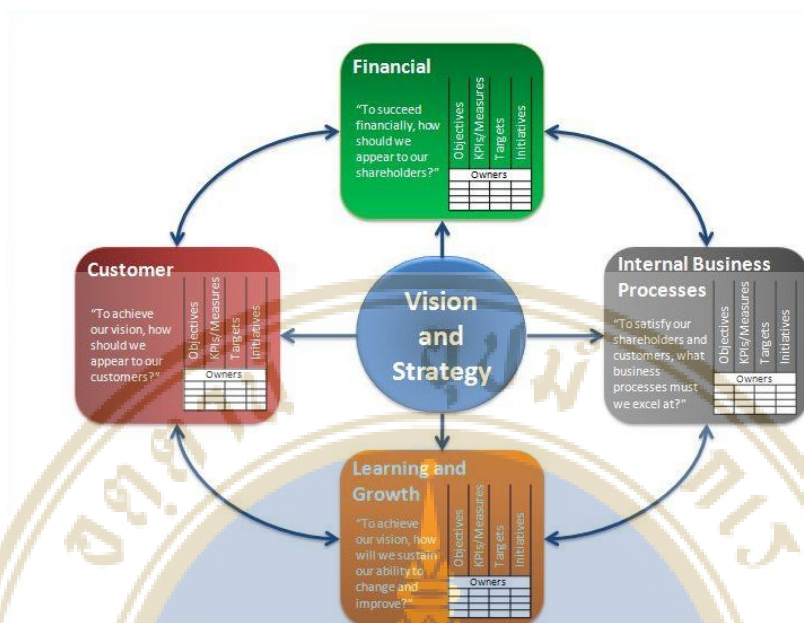 Financial
"To succeed
financially, how
should we
appear to our
shareholders?"
Objectives
KPIs/Measures
Targets
Initiatives
Owners
Customer
"To achieve
our vision, how
should we
appear to our
customers?"
Objectives
KPIs/Measures
Targets
Initiatives
Owners
Vision
and
Strategy
Internal Business
Processes
"To satisfy our
shareholders and
customers, what
business
processes must
we excel at?"
Objectives
KPIs/Measures
Targets
Initiatives
Owners
Learning and
Growth
"To achieve
our vision, how
will we sustain
our ability to
change and
improve?"
Objectives
KPIs/Measures
Targets
Initiatives
Owners